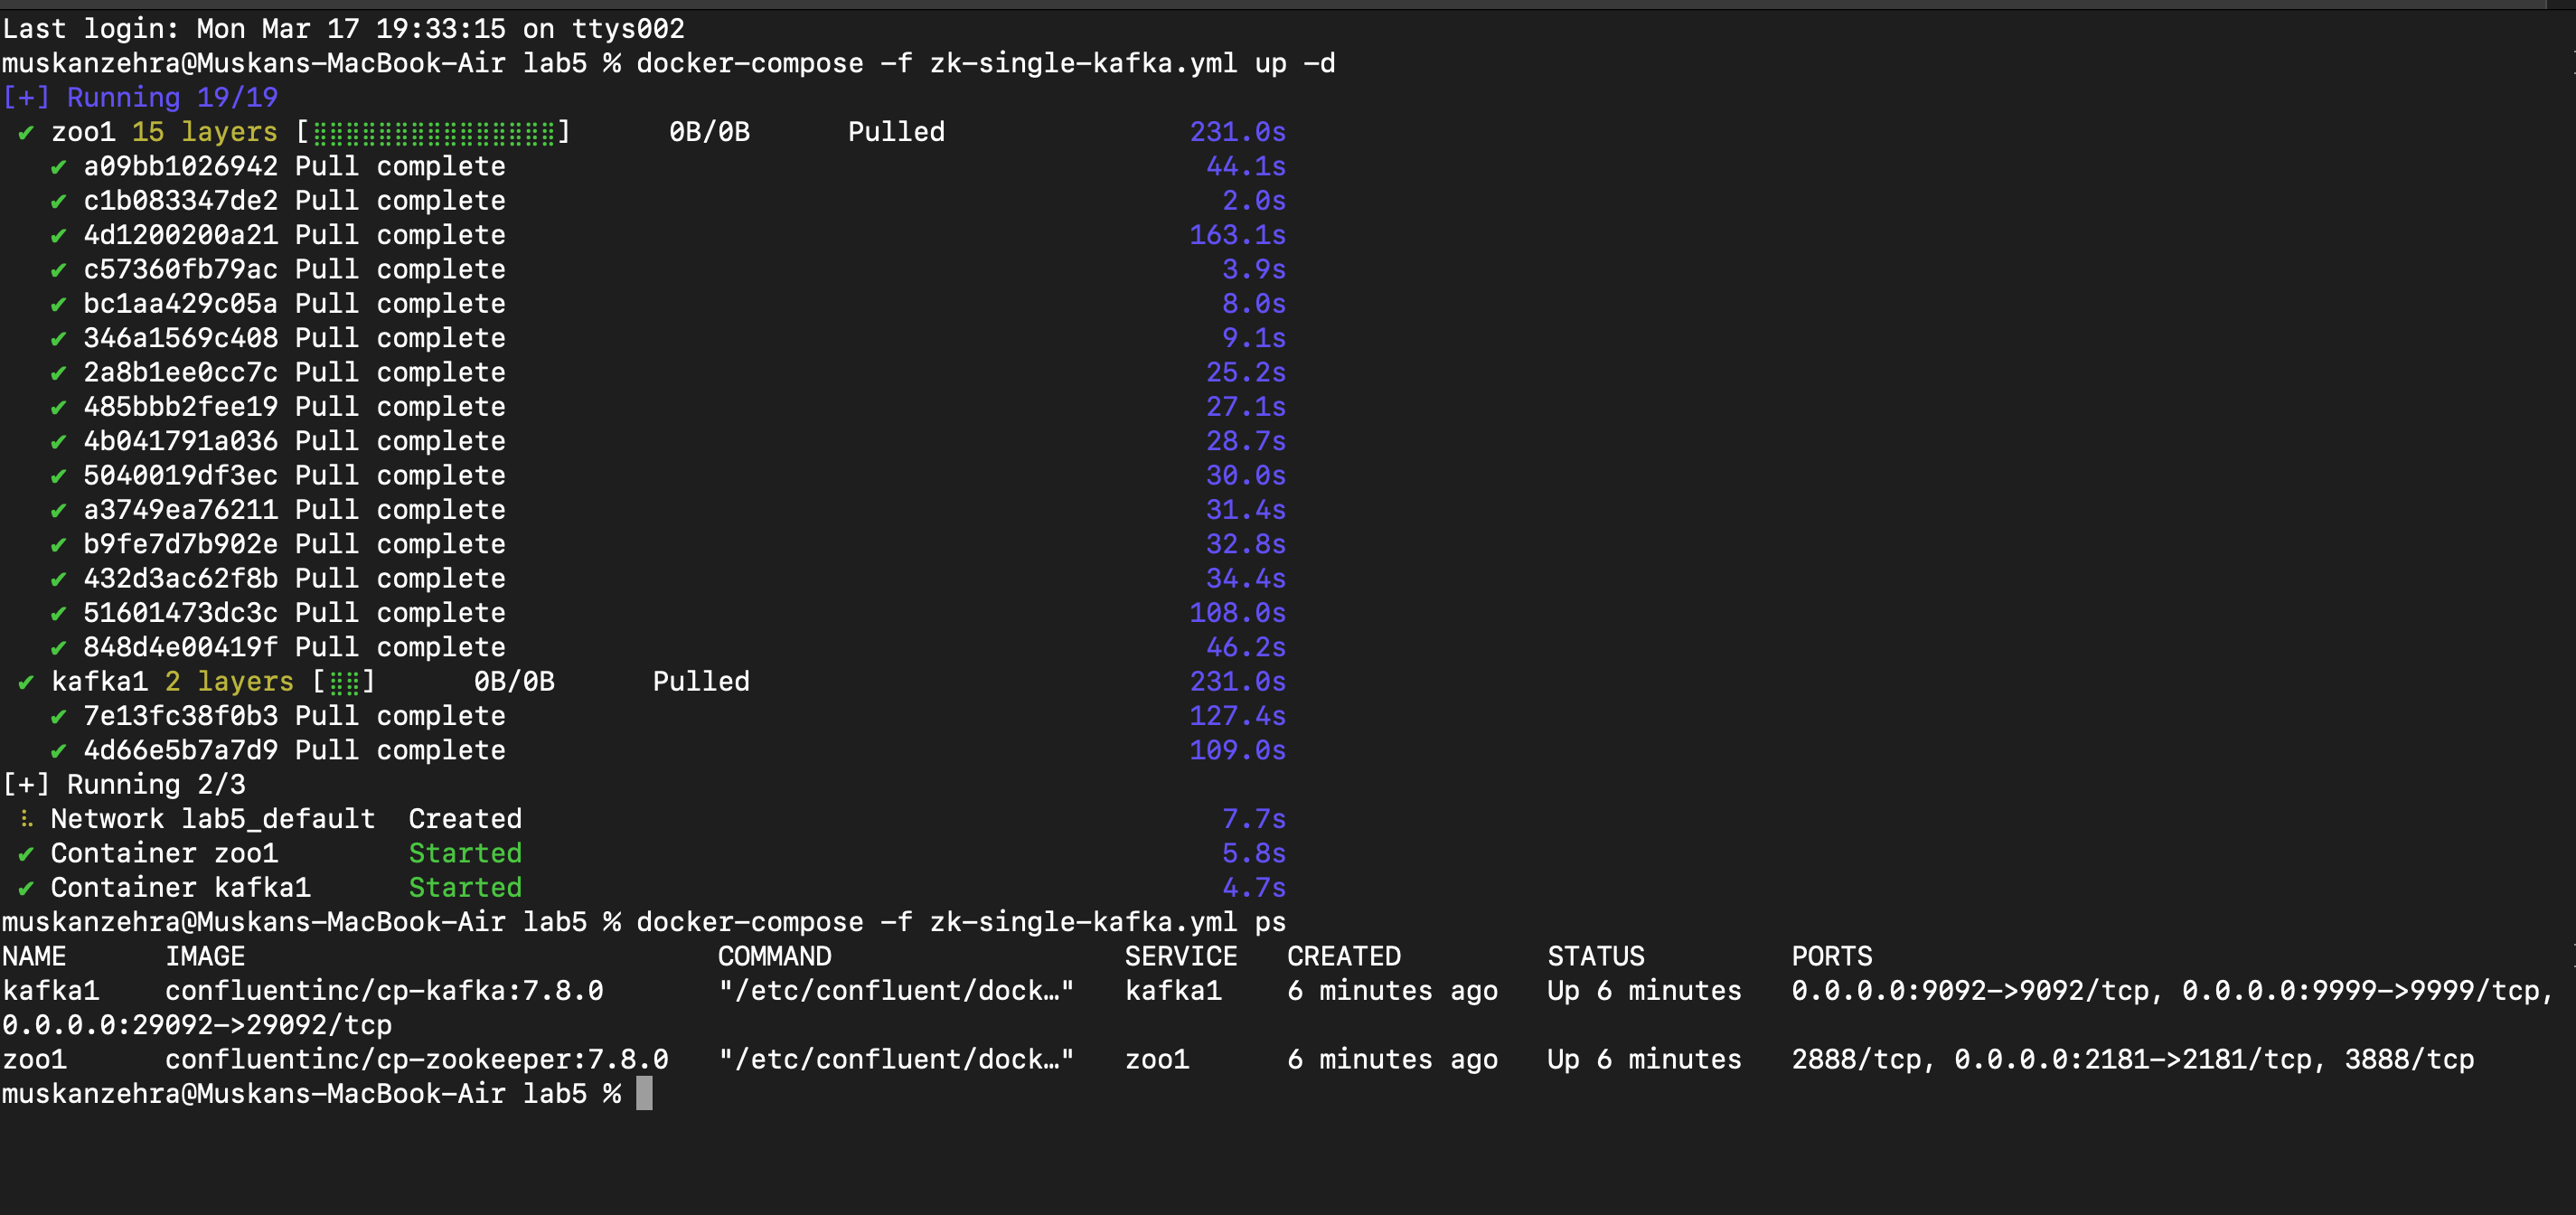 Last login: Mon Mar 17 19:33:15 on ttys002
muskanzehra@Muskans-MacBook-Air lab5 % docker-compose -f zk-single-kafka.yml up -d
[+] Running 19/19
✔ zoo1 15 layers [⣿⣿⣿⣿⣿⣿⣿⣿⣿⣿⣿⣿⣿⣿⣿] 0B/0B Pulled 231.0s
✔ a09bb1026942 Pull complete 44.1s
✔ c1b083347de2 Pull complete 2.0s
✔ 4d1200200a21 Pull complete 163.1s
✔ c57360fb79ac Pull complete 3.9s
✔ bc1aa429c05a Pull complete 8.0s
✔ 346a1569c408 Pull complete 9.1s
✔ 2a8b1ee0cc7c Pull complete 25.2s
✔ 485bbb2fee19 Pull complete 27.1s
✔ 4b041791a036 Pull complete 28.7s
✔ 5040019df3ec Pull complete 30.0s
✔ a3749ea76211 Pull complete 31.4s
✔ b9fe7d7b902e Pull complete 32.8s
✔ 432d3ac62f8b Pull complete 34.4s
✔ 51601473dc3c Pull complete 108.0s
✔ 848d4e00419f Pull complete 46.2s
✔ kafka1 2 layers [⣿⣿] 0B/0B Pulled 231.0s
✔ 7e13fc38f0b3 Pull complete 127.4s
✔ 4d66e5b7a7d9 Pull complete 109.0s
[+] Running 2/3
⠧ Network lab5_default Created 7.7s
✔ Container zoo1 Started 5.8s
✔ Container kafka1 Started 4.7s
muskanzehra@Muskans-MacBook-Air lab5 % docker-compose -f zk-single-kafka.yml ps
NAME IMAGE COMMAND SERVICE CREATED STATUS PORTS
kafka1 confluentinc/cp-kafka:7.8.0 "/etc/confluent/dock…" kafka1 6 minutes ago Up 6 minutes 0.0.0.0:9092->9092/tcp, 0.0.0.0:9999->9999/tcp,
0.0.0.0:29092->29092/tcp
zoo1 confluentinc/cp-zookeeper:7.8.0 "/etc/confluent/dock…" zoo1 6 minutes ago Up 6 minutes 2888/tcp, 0.0.0.0:2181->2181/tcp, 3888/tcp
muskanzehra@Muskans-MacBook-Air lab5 %